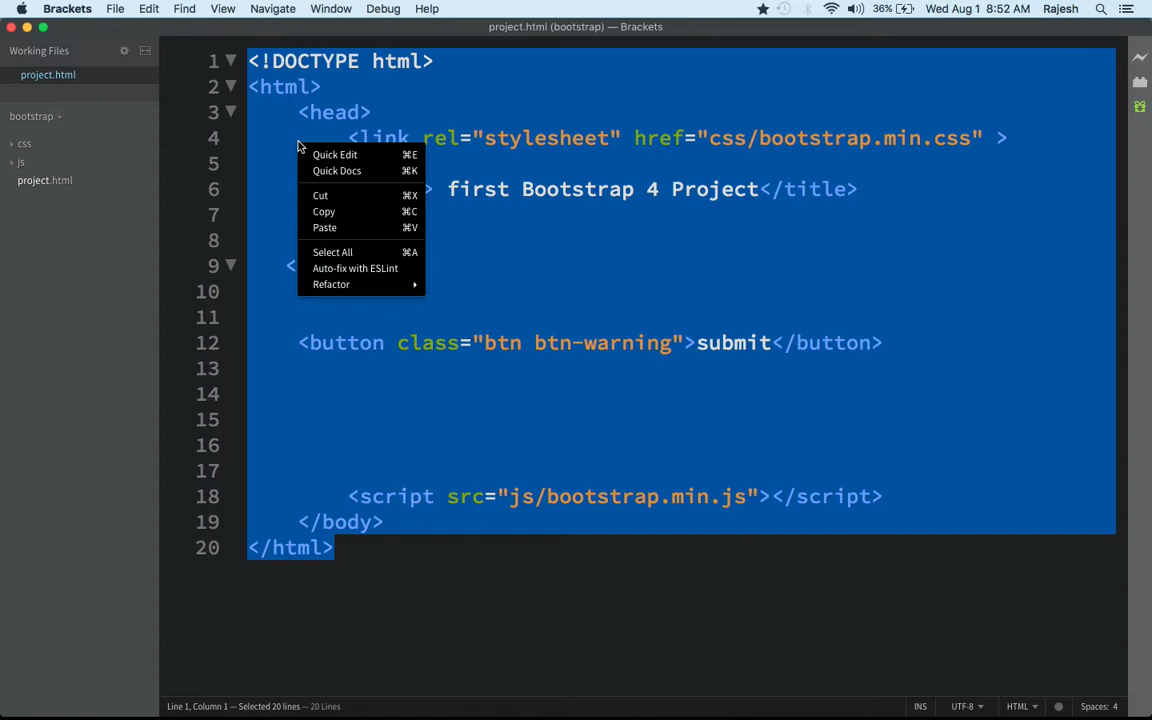 Brackets File Edit Find View Navigate Window Debug Help 36% Wed Aug 1 8:52 AM Rajesh
project.html (bootstrap) — Brackets
Working Files
project.html
bootstrap
css
js
project.html
1 <!DOCTYPE html>
2 <html>
3 <head>
4 <link rel="stylesheet" href="css/bootstrap.min.css" >
5
6 > first Bootstrap 4 Project</title>
7
8
9 <
10
11
12 <button class="btn btn-warning">submit</button>
13
14
15
16
17
18 <script src="js/bootstrap.min.js"></script>
19 </body>
20 </html>
Quick Edit ⌘E
Quick Docs ⌘K
Cut ⌘X
Copy ⌘C
Paste ⌘V
Select All ⌘A
Auto-fix with ESLint
Refactor
Line 1, Column 1 — Selected 20 lines — 20 Lines
INS UTF-8 HTML Spaces: 4